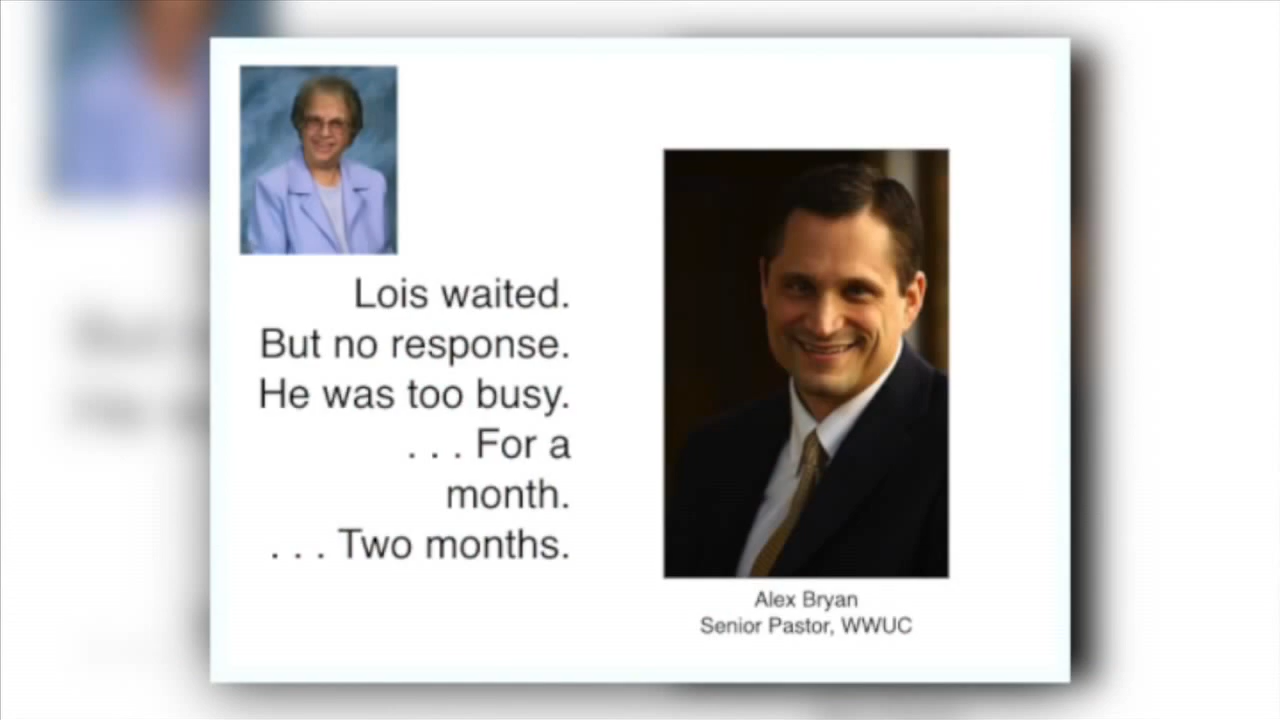 Lois waited.
But no response.
He was too busy.
. . . For a
month.
. . . Two months.
Alex Bryan
Senior Pastor, WWUC